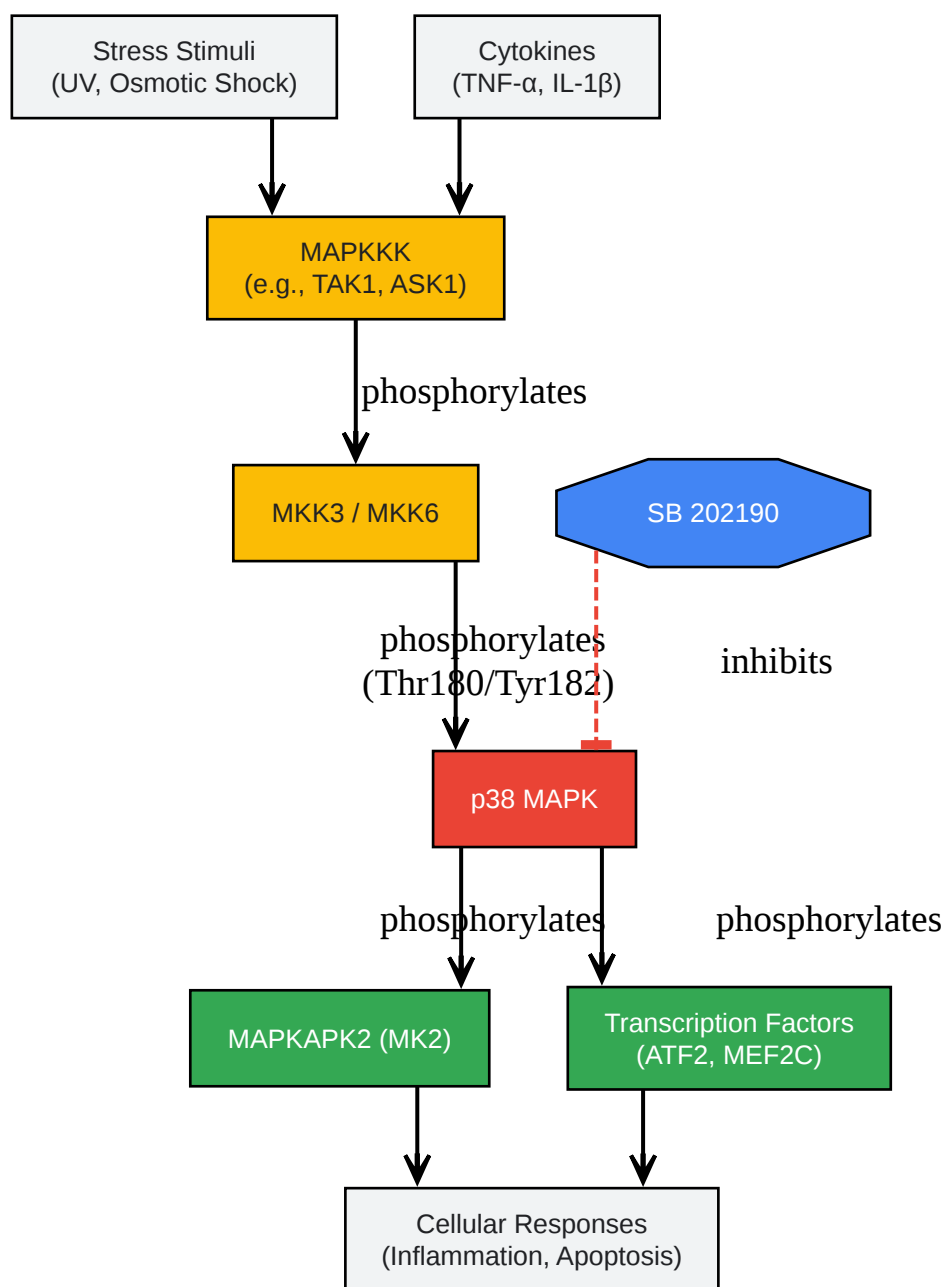 Stress Stimuli
(UV, Osmotic Shock)
Cytokines
(TNF-α, IL-1β)
MAPKKK
(e.g., TAK1, ASK1)
phosphorylates
MKK3 / MKK6
SB 202190
phosphorylates
(Thr180/Tyr182)
inhibits
p38 MAPK
phosphorylates
phosphorylates
MAPKAPK2 (MK2)
Transcription Factors
(ATF2, MEF2C)
Cellular Responses
(Inflammation, Apoptosis)